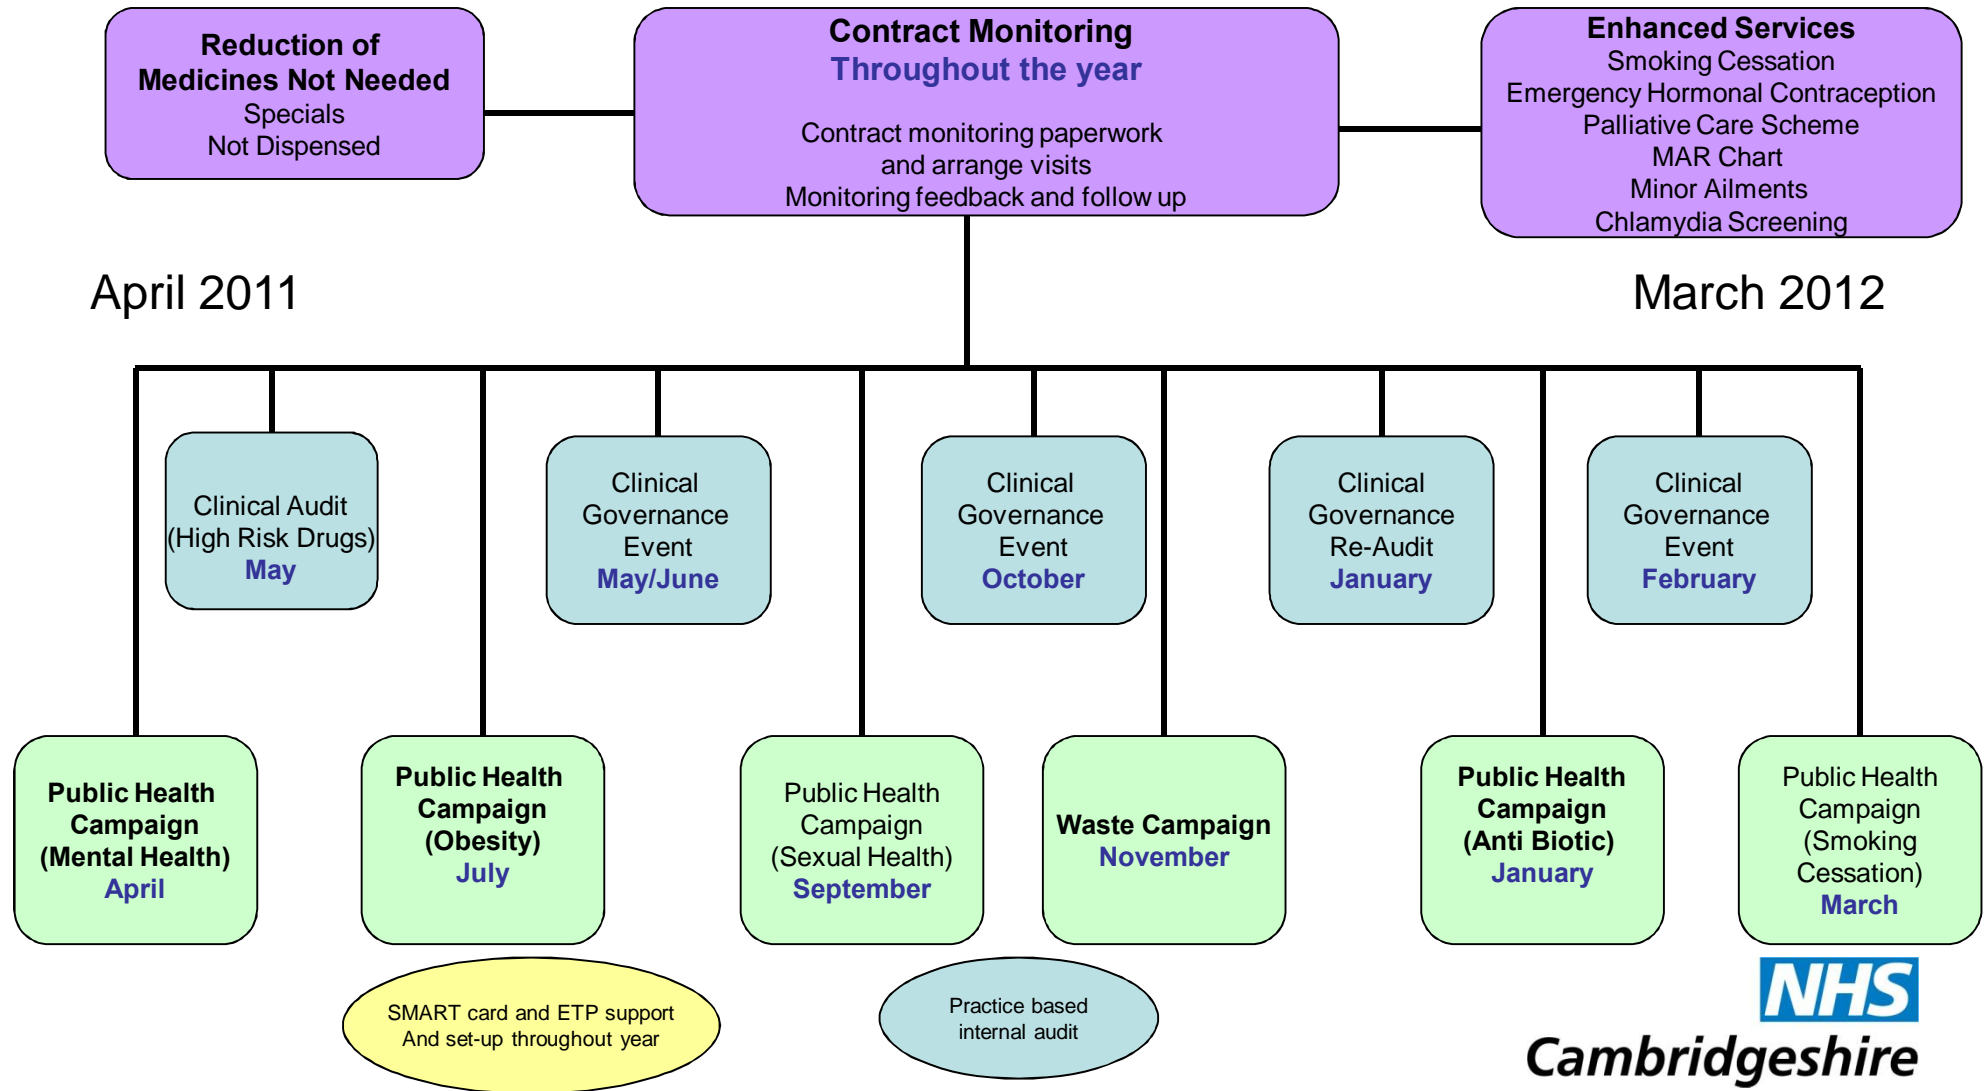 Reduction of
Medicines Not Needed
Specials
Not Dispensed
Contract Monitoring
Throughout the year
Contract monitoring paperwork
and arrange visits
Monitoring feedback and follow up
Enhanced Services
Smoking Cessation
Emergency Hormonal Contraception
Palliative Care Scheme
MAR Chart
Minor Ailments
Chlamydia Screening
April 2011
March 2012
Clinical Audit
(High Risk Drugs)
May
Clinical
Governance
Event
May/June
Clinical
Governance
Event
October
Clinical
Governance
Re-Audit
January
Clinical
Governance
Event
February
Public Health
Campaign
(Mental Health)
April
Public Health
Campaign
(Obesity)
July
Public Health
Campaign
(Sexual Health)
September
Waste Campaign
November
Public Health
Campaign
(Anti Biotic)
January
Public Health
Campaign
(Smoking
Cessation)
March
SMART card and ETP support
And set-up throughout year
Practice based
internal audit
NHS
Cambridgeshire